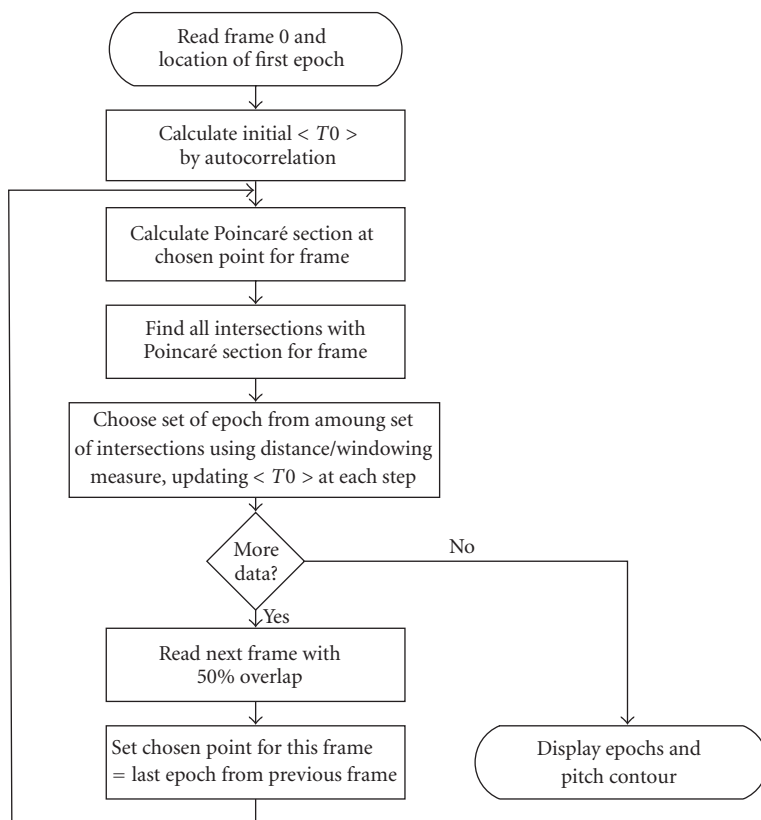 Read frame 0 and
location of first epoch
Calculate initial < T0 >
by autocorrelation
Calculate Poincaré section at
chosen point for frame
Find all intersections with
Poincaré section for frame
Choose set of epoch from amoung set
of intersections using distance/windowing
measure, updating < T0 > at each step
More
data?
No
Yes
Read next frame with
50% overlap
Set chosen point for this frame
= last epoch from previous frame
Display epochs and
pitch contour